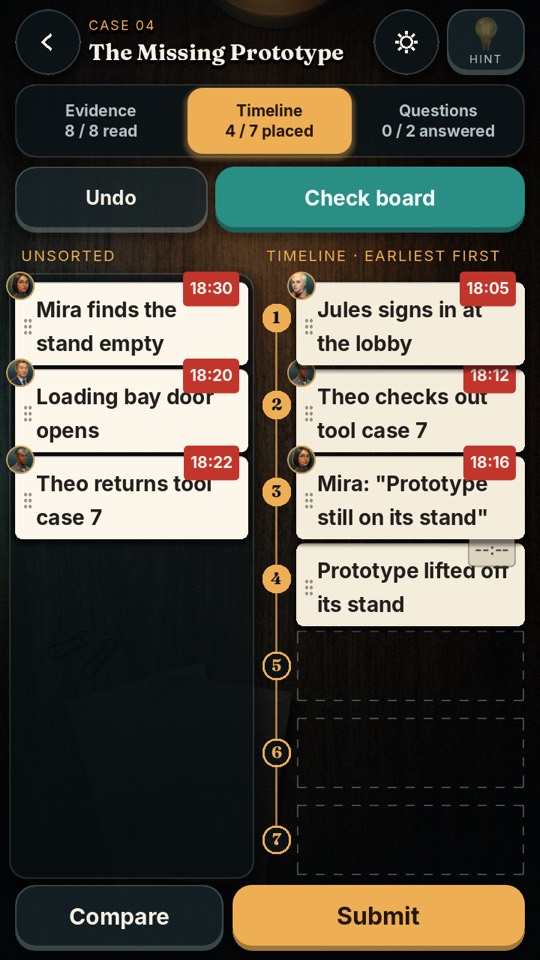 CASE 04
The Missing Prototype
HINT
Evidence
8 / 8 read
Timeline
4 / 7 placed
Questions
0 / 2 answered
Undo
Check board
UNSORTED
18:30
Mira finds the
stand empty
18:20
Loading bay door
opens
18:22
Theo returns tool
case 7
TIMELINE · EARLIEST FIRST
1
18:05
Jules signs in at
the lobby
2
18:12
Theo checks out
tool case 7
3
18:16
Mira: "Prototype
still on its stand"
4
--:--
Prototype lifted off
its stand
5
6
7
Compare
Submit